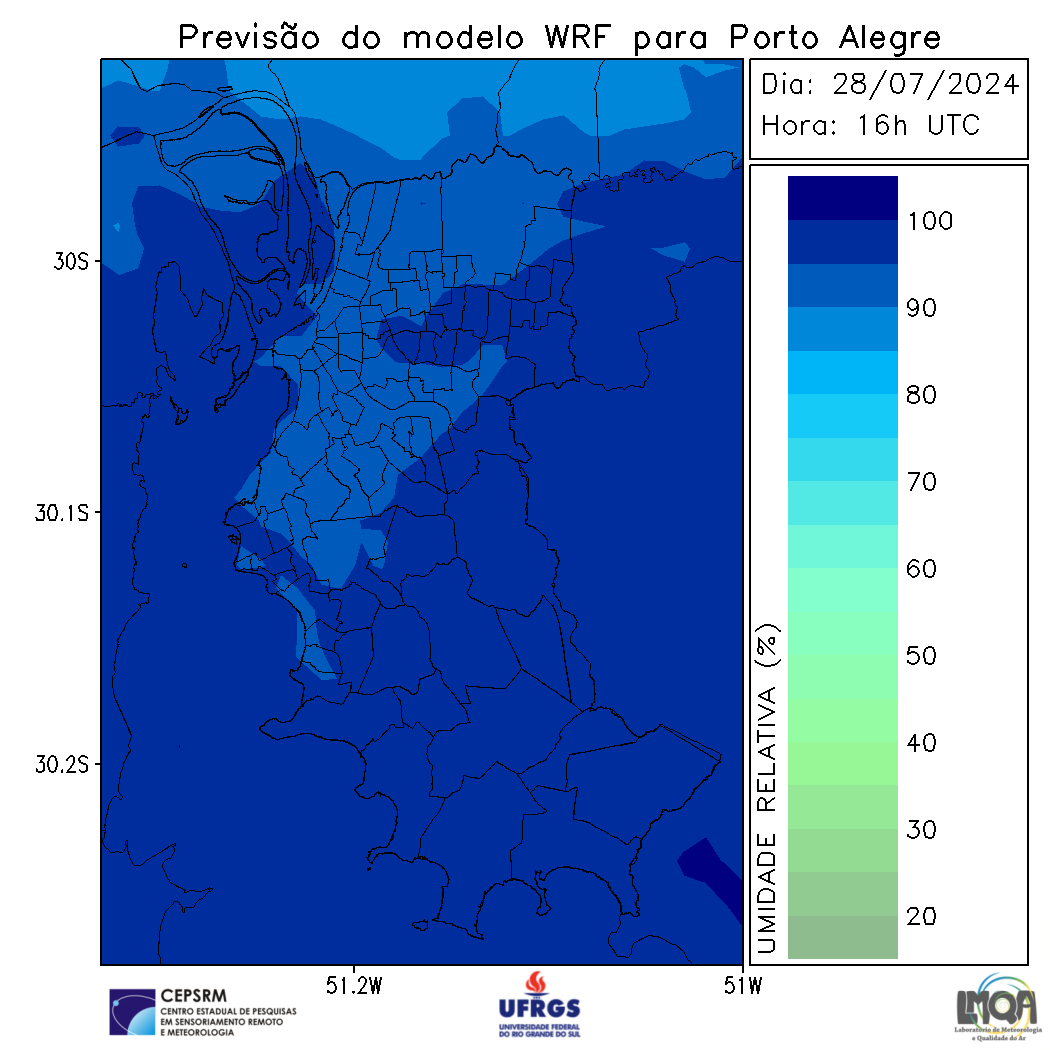 Previsão do modelo WRF para Porto Alegre
Dia: 28/07/2024
Hora: 16h UTC
30S
30.1S
30.2S
51.2W
51W
UMIDADE RELATIVA (%)
100
90
80
70
60
50
40
30
20
CEPSRM
CENTRO ESTADUAL DE PESQUISAS
EM SENSORIAMENTO REMOTO
E METEOROLOGIA
UFRGS
UNIVERSIDADE FEDERAL
DO RIO GRANDE DO SUL
LMQA
Laboratório de Meteorologia
e Qualidade do Ar